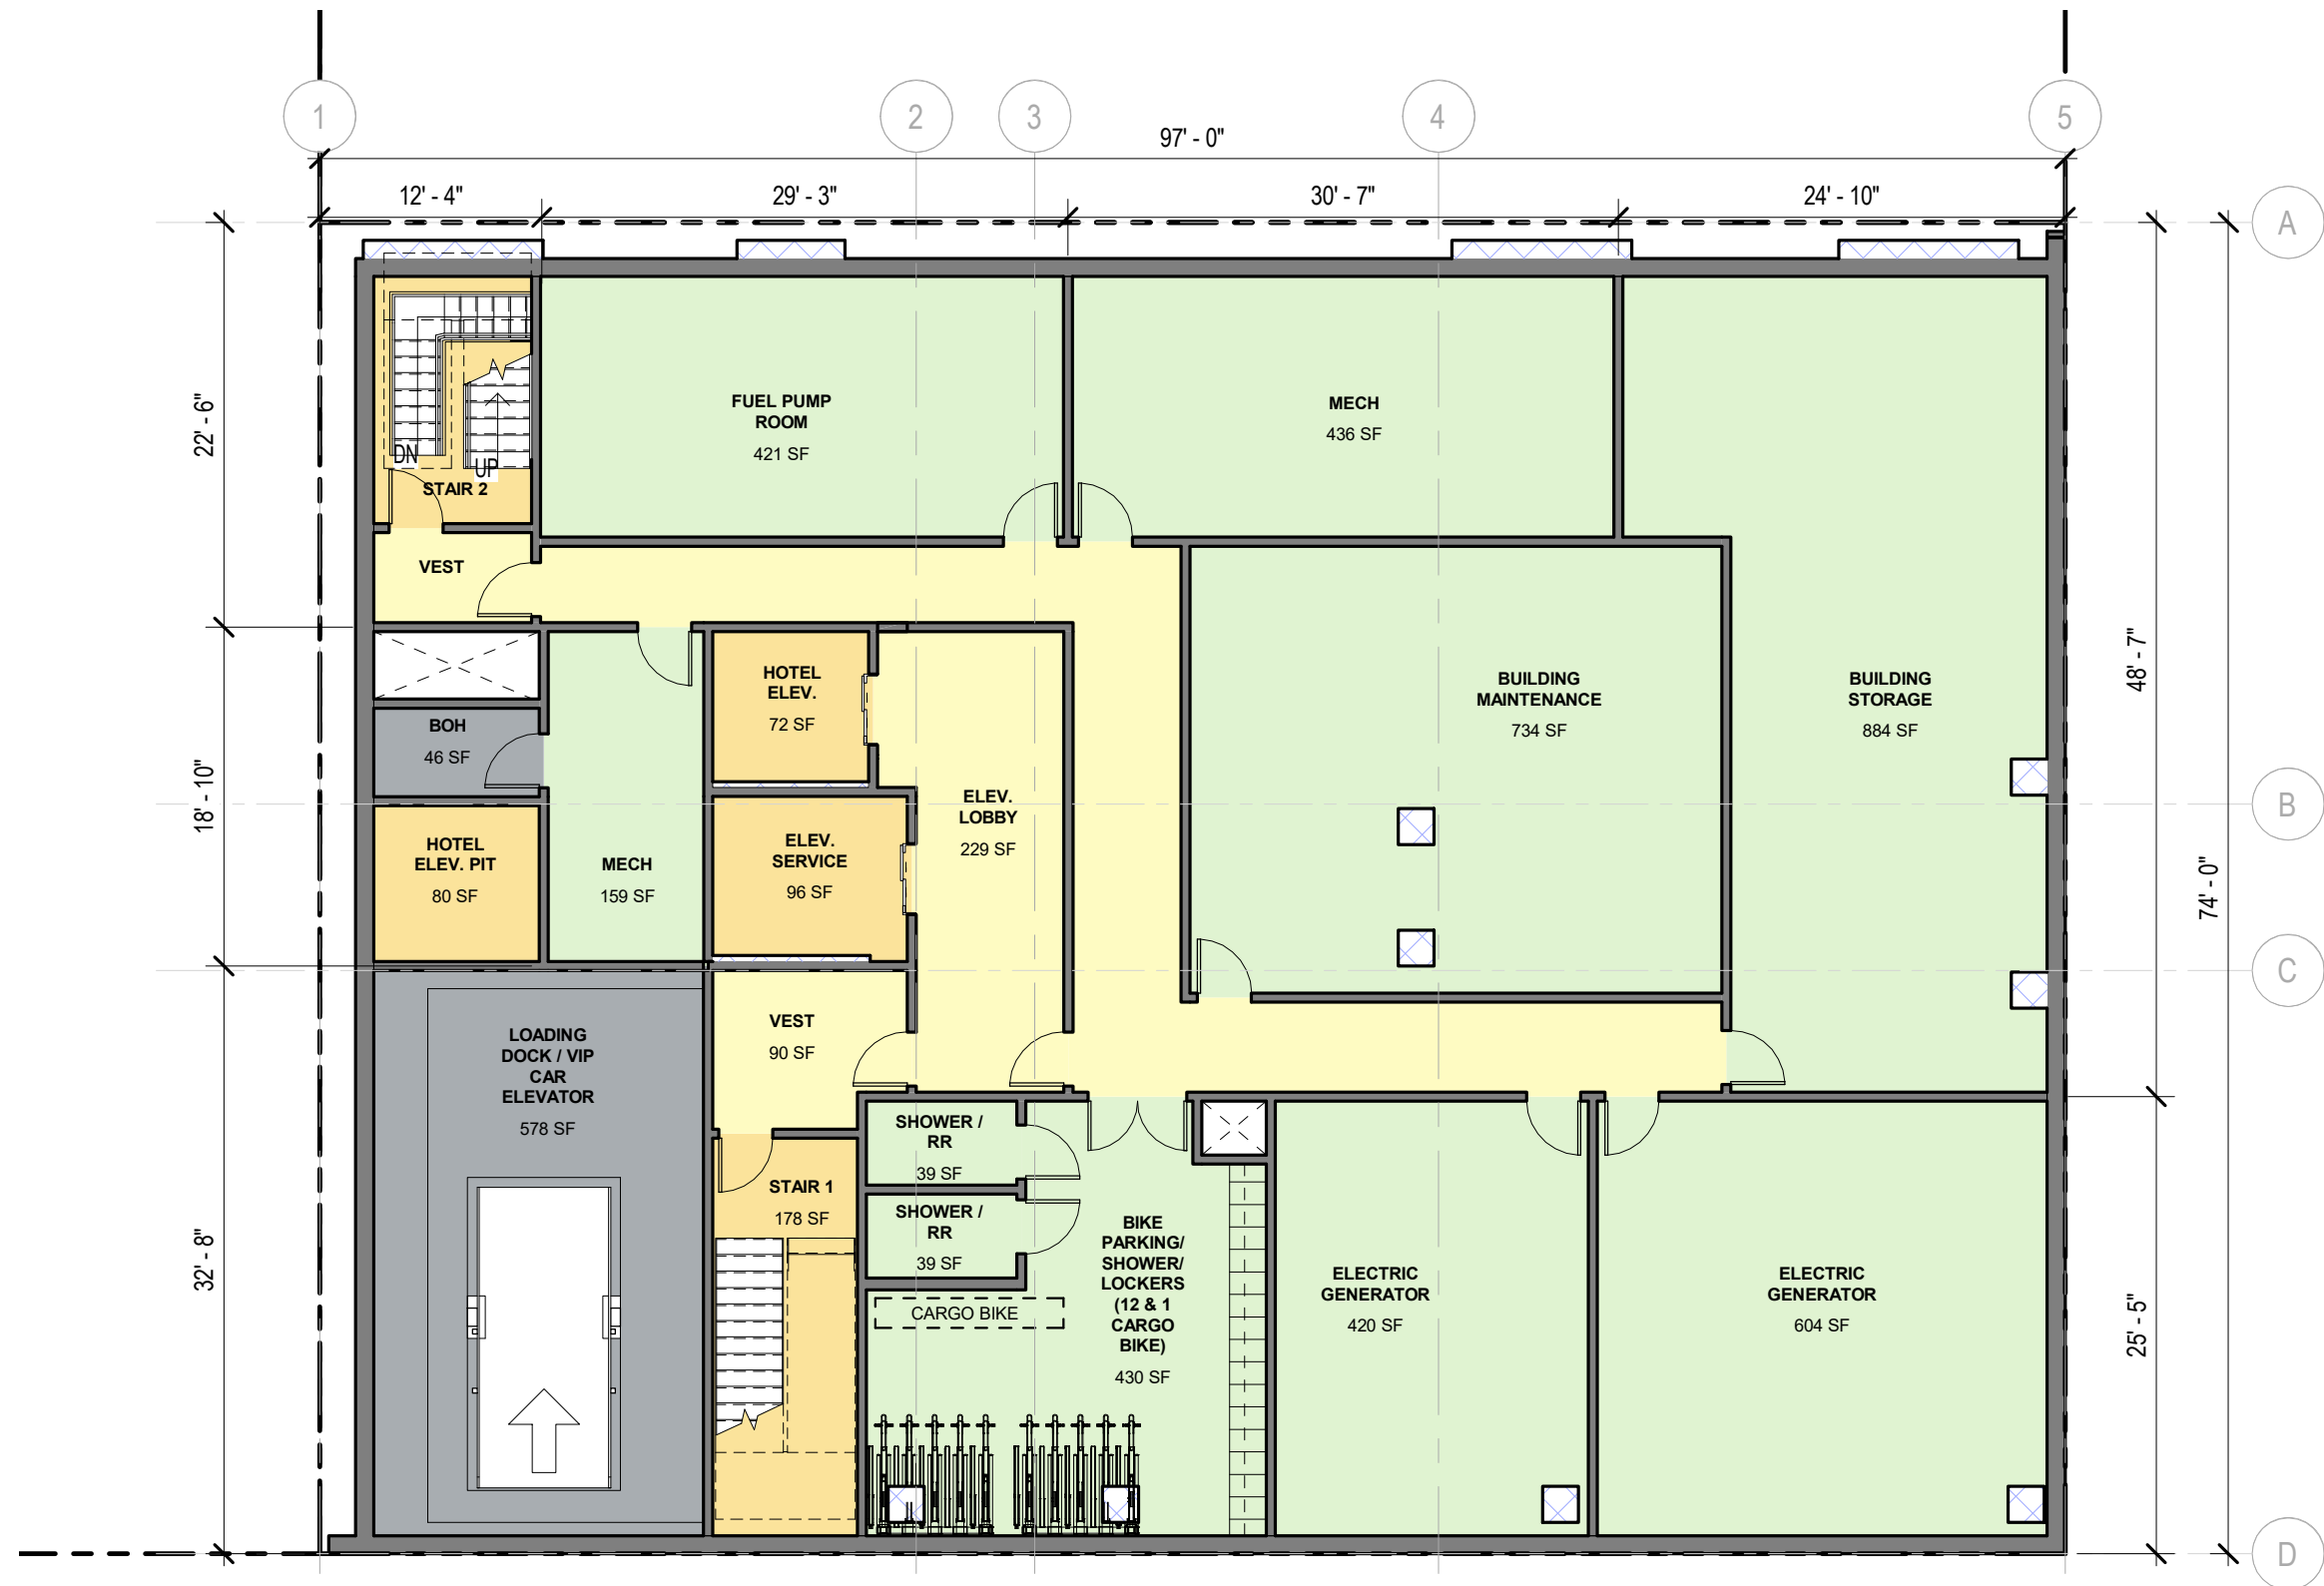 1
2
3
4
5
97' - 0"
12' - 4"
29' - 3"
30' - 7"
24' - 10"
A
B
C
D
22' - 6"
18' - 10"
32' - 8"
48' - 7"
74' - 0"
25' - 5"
DN
UP
STAIR 2
VEST
FUEL PUMP
ROOM
421 SF
MECH
436 SF
BUILDING
STORAGE
884 SF
BUILDING
MAINTENANCE
734 SF
HOTEL
ELEV.
72 SF
BOH
46 SF
HOTEL
ELEV. PIT
80 SF
MECH
159 SF
ELEV.
SERVICE
96 SF
ELEV.
LOBBY
229 SF
LOADING
DOCK / VIP
CAR
ELEVATOR
578 SF
VEST
90 SF
STAIR 1
178 SF
SHOWER /
RR
39 SF
SHOWER /
RR
39 SF
CARGO BIKE
BIKE
PARKING/
SHOWER/
LOCKERS
(12 & 1
CARGO
BIKE)
430 SF
ELECTRIC
GENERATOR
420 SF
ELECTRIC
GENERATOR
604 SF